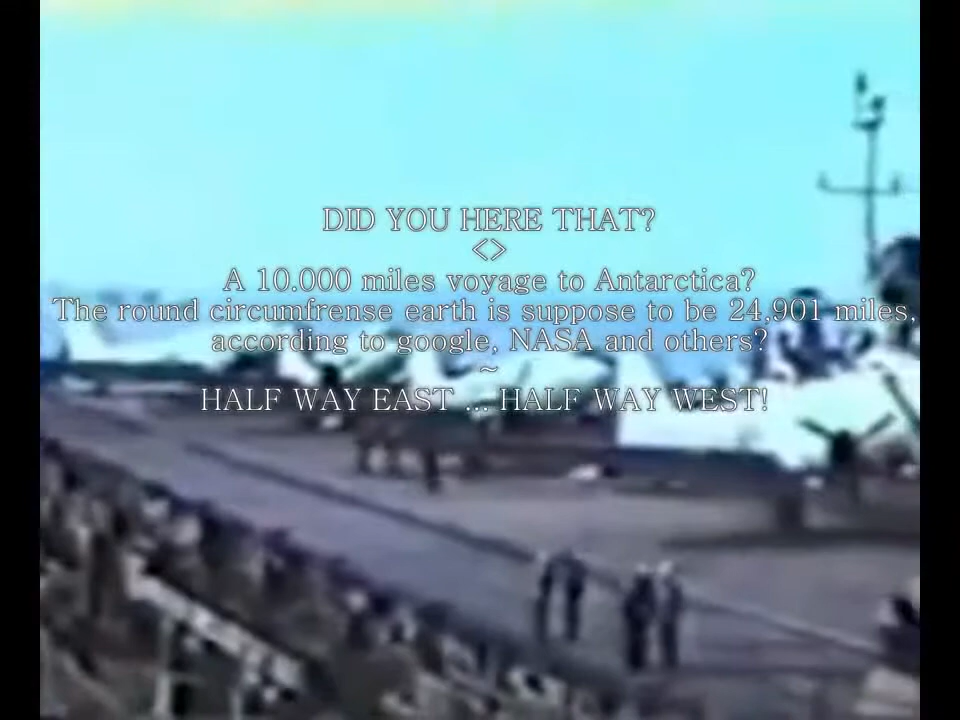 DID YOU HERE THAT?
<>
A 10.000 miles voyage to Antarctica?
The round circumfrense earth is suppose to be 24,901 miles,
according to google, NASA and others?
~
HALF WAY EAST ... HALF WAY WEST!